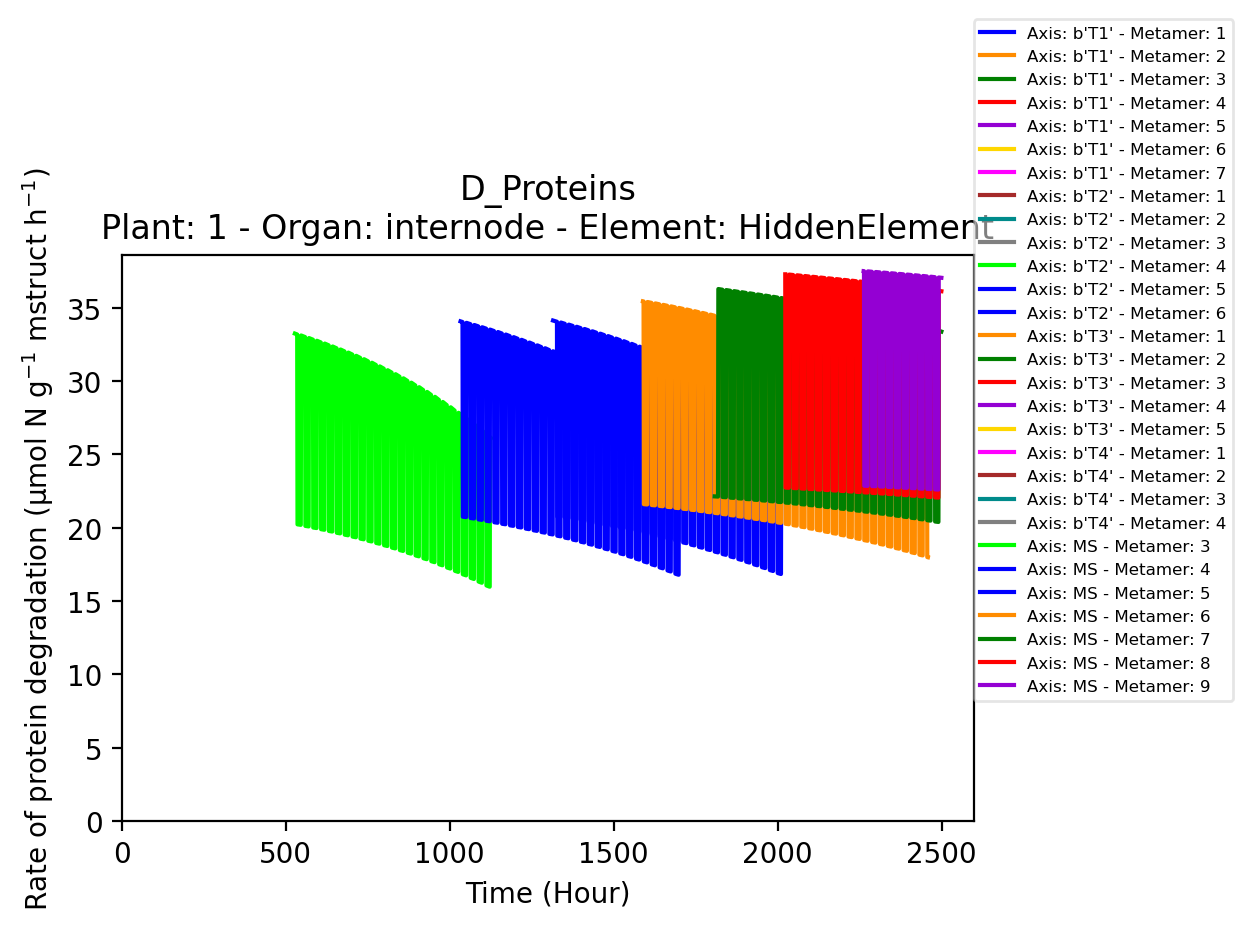 D_Proteins
Plant: 1 - Organ: internode - Element: HiddenElement
Rate of protein degradation (µmol N g⁻¹ mstruct h⁻¹)
35
30
25
20
15
10
5
0
0 500 1000 1500 2000 2500
Time (Hour)
Axis: b'T1' - Metamer: 1
Axis: b'T1' - Metamer: 2
Axis: b'T1' - Metamer: 3
Axis: b'T1' - Metamer: 4
Axis: b'T1' - Metamer: 5
Axis: b'T1' - Metamer: 6
Axis: b'T1' - Metamer: 7
Axis: b'T2' - Metamer: 1
Axis: b'T2' - Metamer: 2
Axis: b'T2' - Metamer: 3
Axis: b'T2' - Metamer: 4
Axis: b'T2' - Metamer: 5
Axis: b'T2' - Metamer: 6
Axis: b'T3' - Metamer: 1
Axis: b'T3' - Metamer: 2
Axis: b'T3' - Metamer: 3
Axis: b'T3' - Metamer: 4
Axis: b'T3' - Metamer: 5
Axis: b'T4' - Metamer: 1
Axis: b'T4' - Metamer: 2
Axis: b'T4' - Metamer: 3
Axis: b'T4' - Metamer: 4
Axis: MS - Metamer: 3
Axis: MS - Metamer: 4
Axis: MS - Metamer: 5
Axis: MS - Metamer: 6
Axis: MS - Metamer: 7
Axis: MS - Metamer: 8
Axis: MS - Metamer: 9